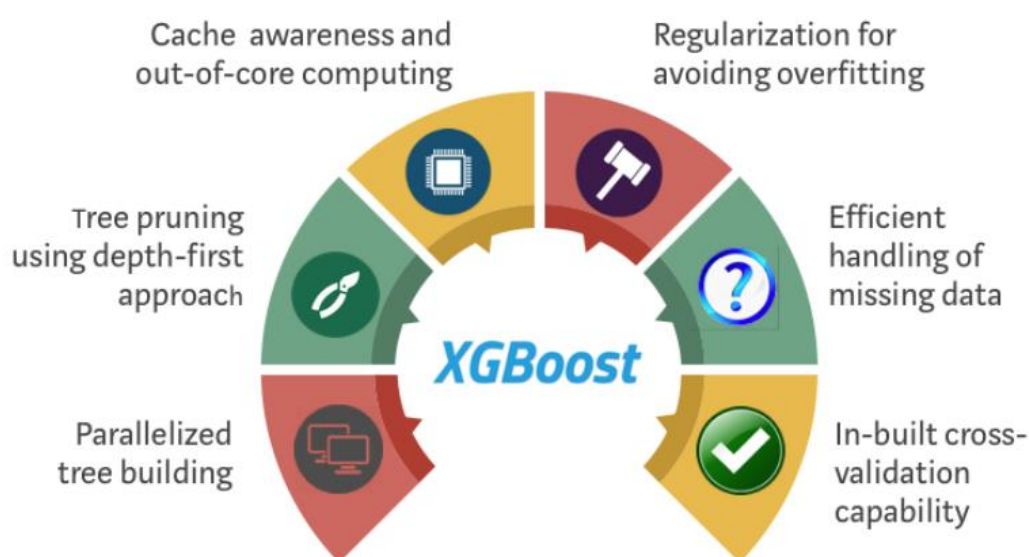 Cache awareness and
out-of-core computing
Regularization for
avoiding overfitting
Tree pruning
using depth-first
approach
Efficient
handling of
missing data
XGBoost
Parallelized
tree building
In-built cross-
validation
capability
?